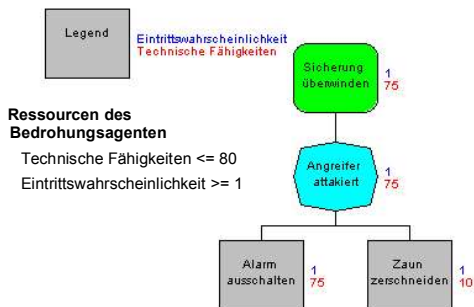 Legend
Eintrittswahrscheinlichkeit
Technische Fähigkeiten
Sicherung
überwinden
1
75
Ressourcen des
Bedrohungsagenten
Technische Fähigkeiten <= 80
Eintrittswahrscheinlichkeit >= 1
Angreifer
attakiert
1
75
Alarm
ausschalten
1
75
Zaun
zerschneiden
1
10